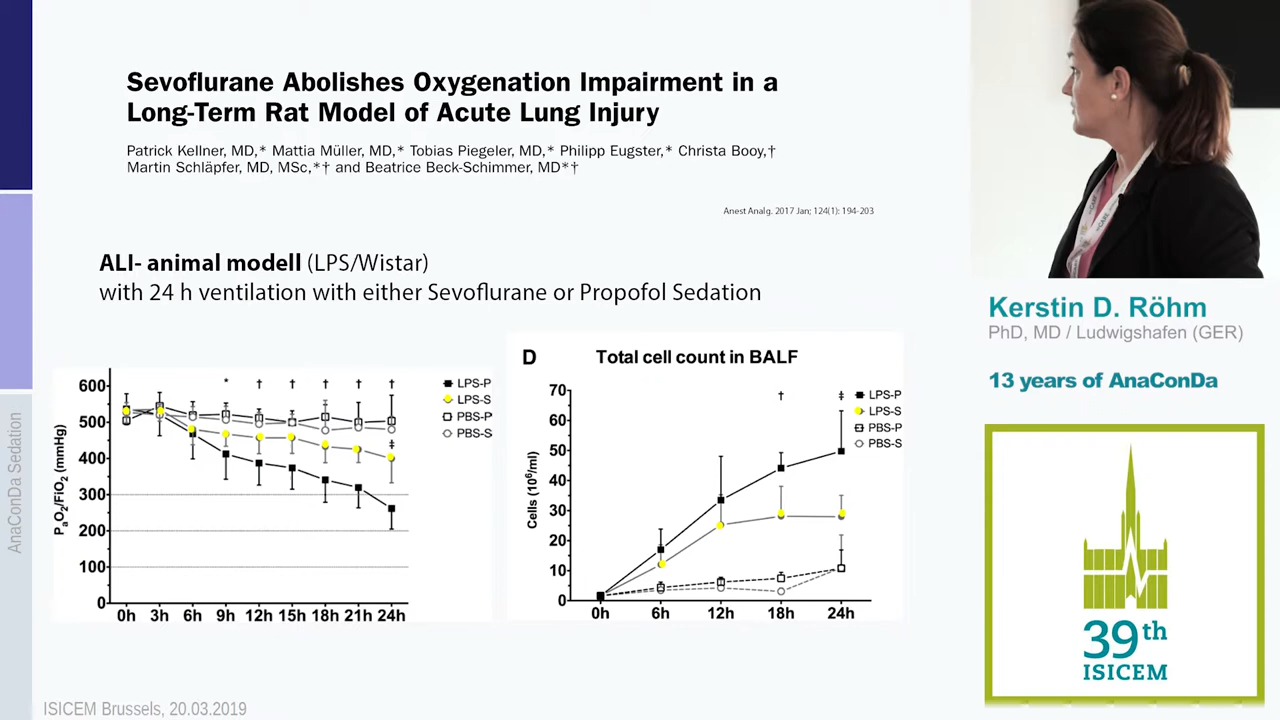 Sevoflurane Abolishes Oxygenation Impairment in a
Long-Term Rat Model of Acute Lung Injury
Patrick Kellner, MD,* Mattia Müller, MD,* Tobias Piegeler, MD,* Philipp Eugster,* Christa Booy,†
Martin Schläpfer, MD, MSc,*† and Beatrice Beck-Schimmer, MD*†
Anest Analg. 2017 Jan; 124(1): 194-203
ALI- animal modell (LPS/Wistar)
with 24 h ventilation with either Sevoflurane or Propofol Sedation
PaO2/FiO2 (mmHg)
600
500
400
300
200
100
0
0h 3h 6h 9h 12h 15h 18h 21h 24h
* † † † † †
‡
LPS-P
LPS-S
PBS-P
PBS-S
D Total cell count in BALF
Cells (10⁶/ml)
70
60
50
40
30
20
10
0
0h 6h 12h 18h 24h
† ‡
LPS-P
LPS-S
PBS-P
PBS-S
AnaConDa Sedation
ISICEM Brussels, 20.03.2019
Kerstin D. Röhm
PhD, MD / Ludwigshafen (GER)
13 years of AnaConDa
39th
ISICEM